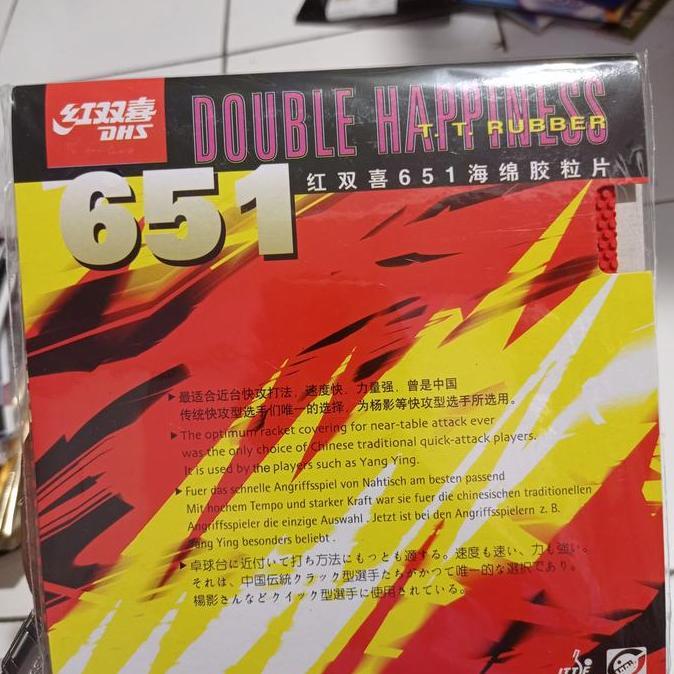 红双喜
DHS
DOUBLE HAPPINESS
T. T. RUBBER
651
红双喜651海绵胶粒片
最适合近台快攻打法，速度快，力量强，曾是中国
传统快攻型选手们唯一的选择，为杨影等快攻型选手所选用。
The optimum racket covering for near-table attack ever
was the only choice of Chinese traditional quick-attack players.
It is used by the players such as Yang Ying.
Fuer das schnelle Angriffsspiel von Nahtisch am besten passend
Mit hochem Tempo und starker Kraft war sie fuer die chinesischen traditionellen
Angriffsspieler die einzige Auswahl . Jetzt ist bei den Angriffsspielern z. B.
Yang Ying besonders beliebt .
卓球台に近付いて打ち方法にもっとも適する。速度も速い、力も強い。
それは、中国伝統クラック型選手たちがかつて唯一的な選択であり。
楊影さんなどクイック型選手に使用されている。
ITTF